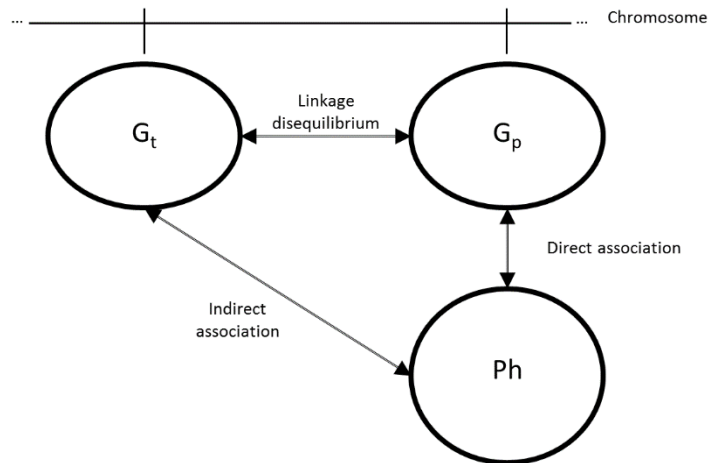 ... ... Chromosome
Linkage
disequilibrium
Gt
Gp
Direct association
Indirect
association
Ph